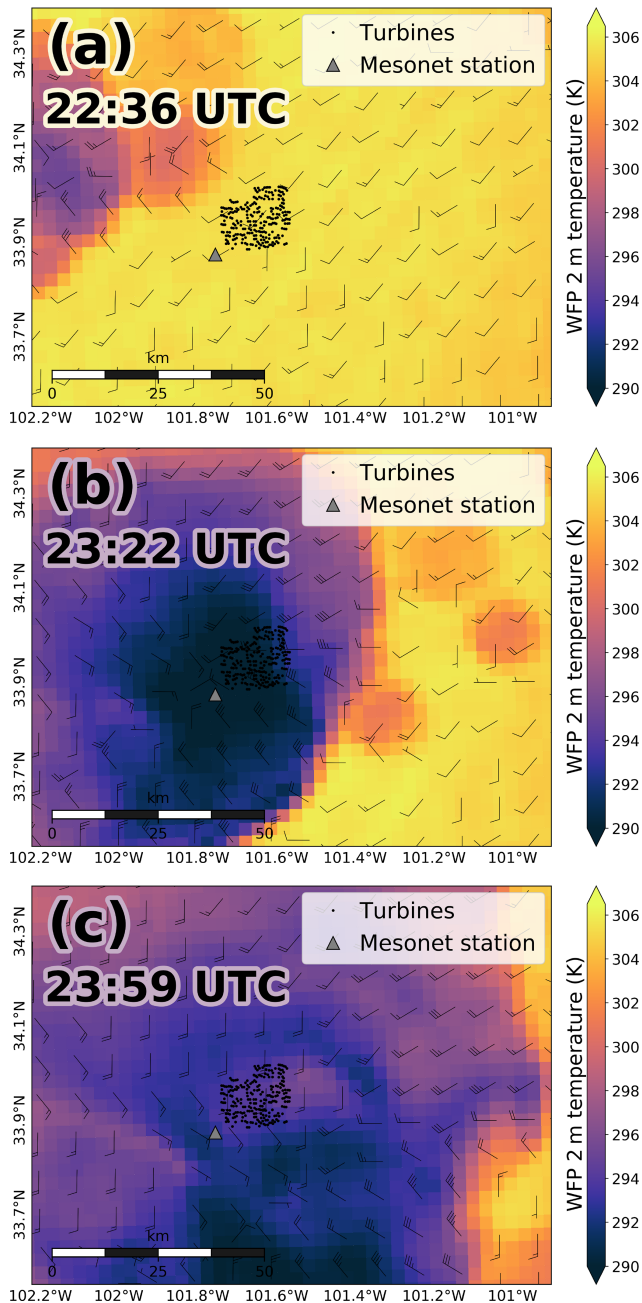 (a)
22:36 UTC
Turbines
Mesonet station
34.3°N
34.1°N
33.9°N
33.7°N
km
0 25 50
102.2°W 102°W 101.8°W 101.6°W 101.4°W 101.2°W 101°W
306
304
302
300
298
296
294
292
290
WFP 2 m temperature (K)
(b)
23:22 UTC
Turbines
Mesonet station
34.3°N
34.1°N
33.9°N
33.7°N
km
0 25 50
102.2°W 102°W 101.8°W 101.6°W 101.4°W 101.2°W 101°W
306
304
302
300
298
296
294
292
290
WFP 2 m temperature (K)
(c)
23:59 UTC
Turbines
Mesonet station
34.3°N
34.1°N
33.9°N
33.7°N
km
0 25 50
102.2°W 102°W 101.8°W 101.6°W 101.4°W 101.2°W 101°W
306
304
302
300
298
296
294
292
290
WFP 2 m temperature (K)